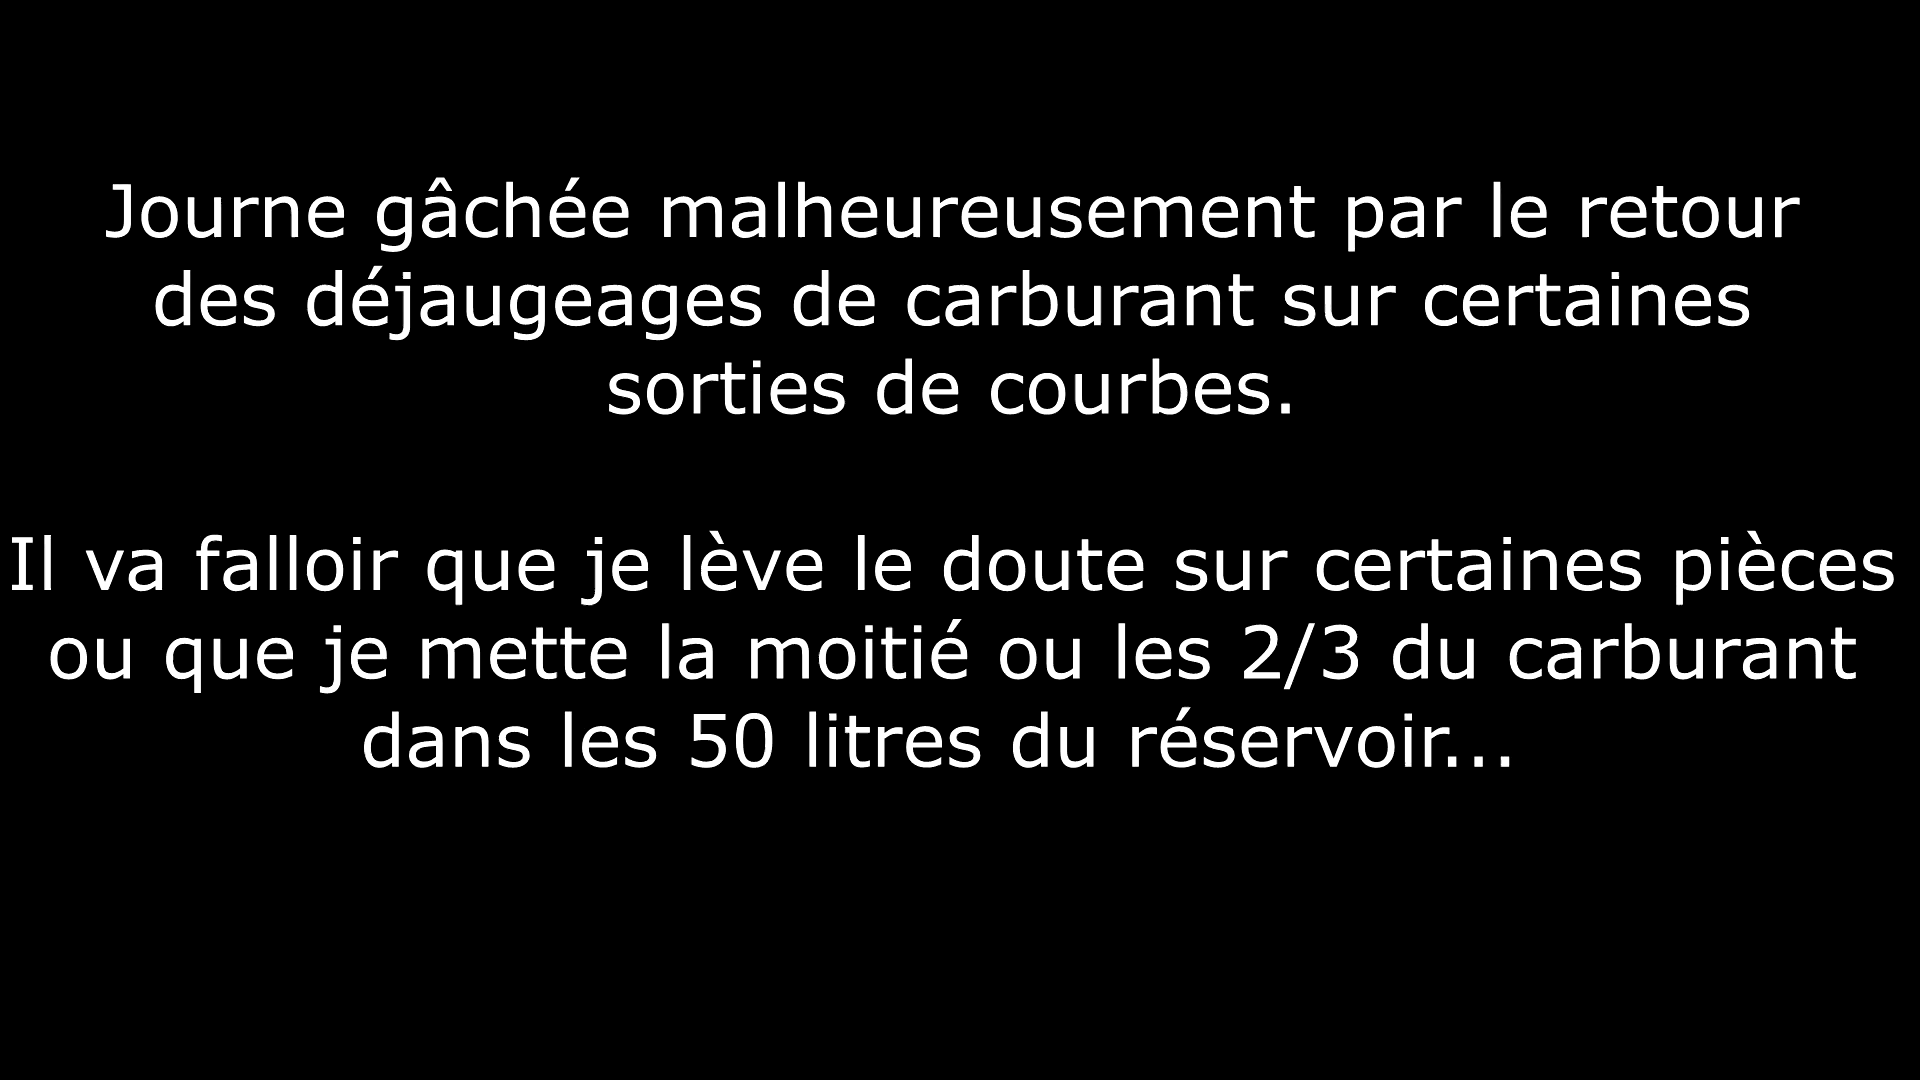 Journe gâchée malheureusement par le retour
des déjaugeages de carburant sur certaines
sorties de courbes.
Il va falloir que je lève le doute sur certaines pièces
ou que je mette la moitié ou les 2/3 du carburant
dans les 50 litres du réservoir...